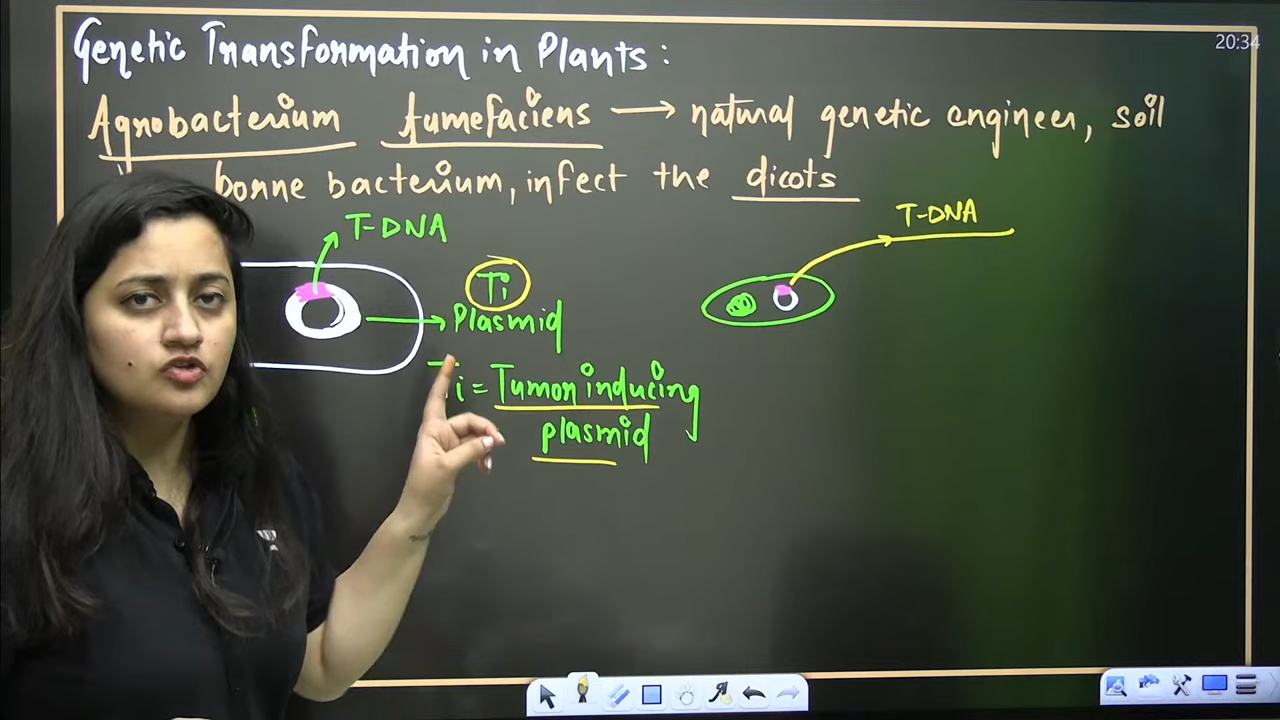 Genetic Transformation in Plants :
20:34
Agrobacterium tumefaciens → natural genetic engineer, soil
borne bacterium, infect the dicots
T-DNA
T-DNA
Ti
Plasmid
Ti = Tumor inducing
plasmid